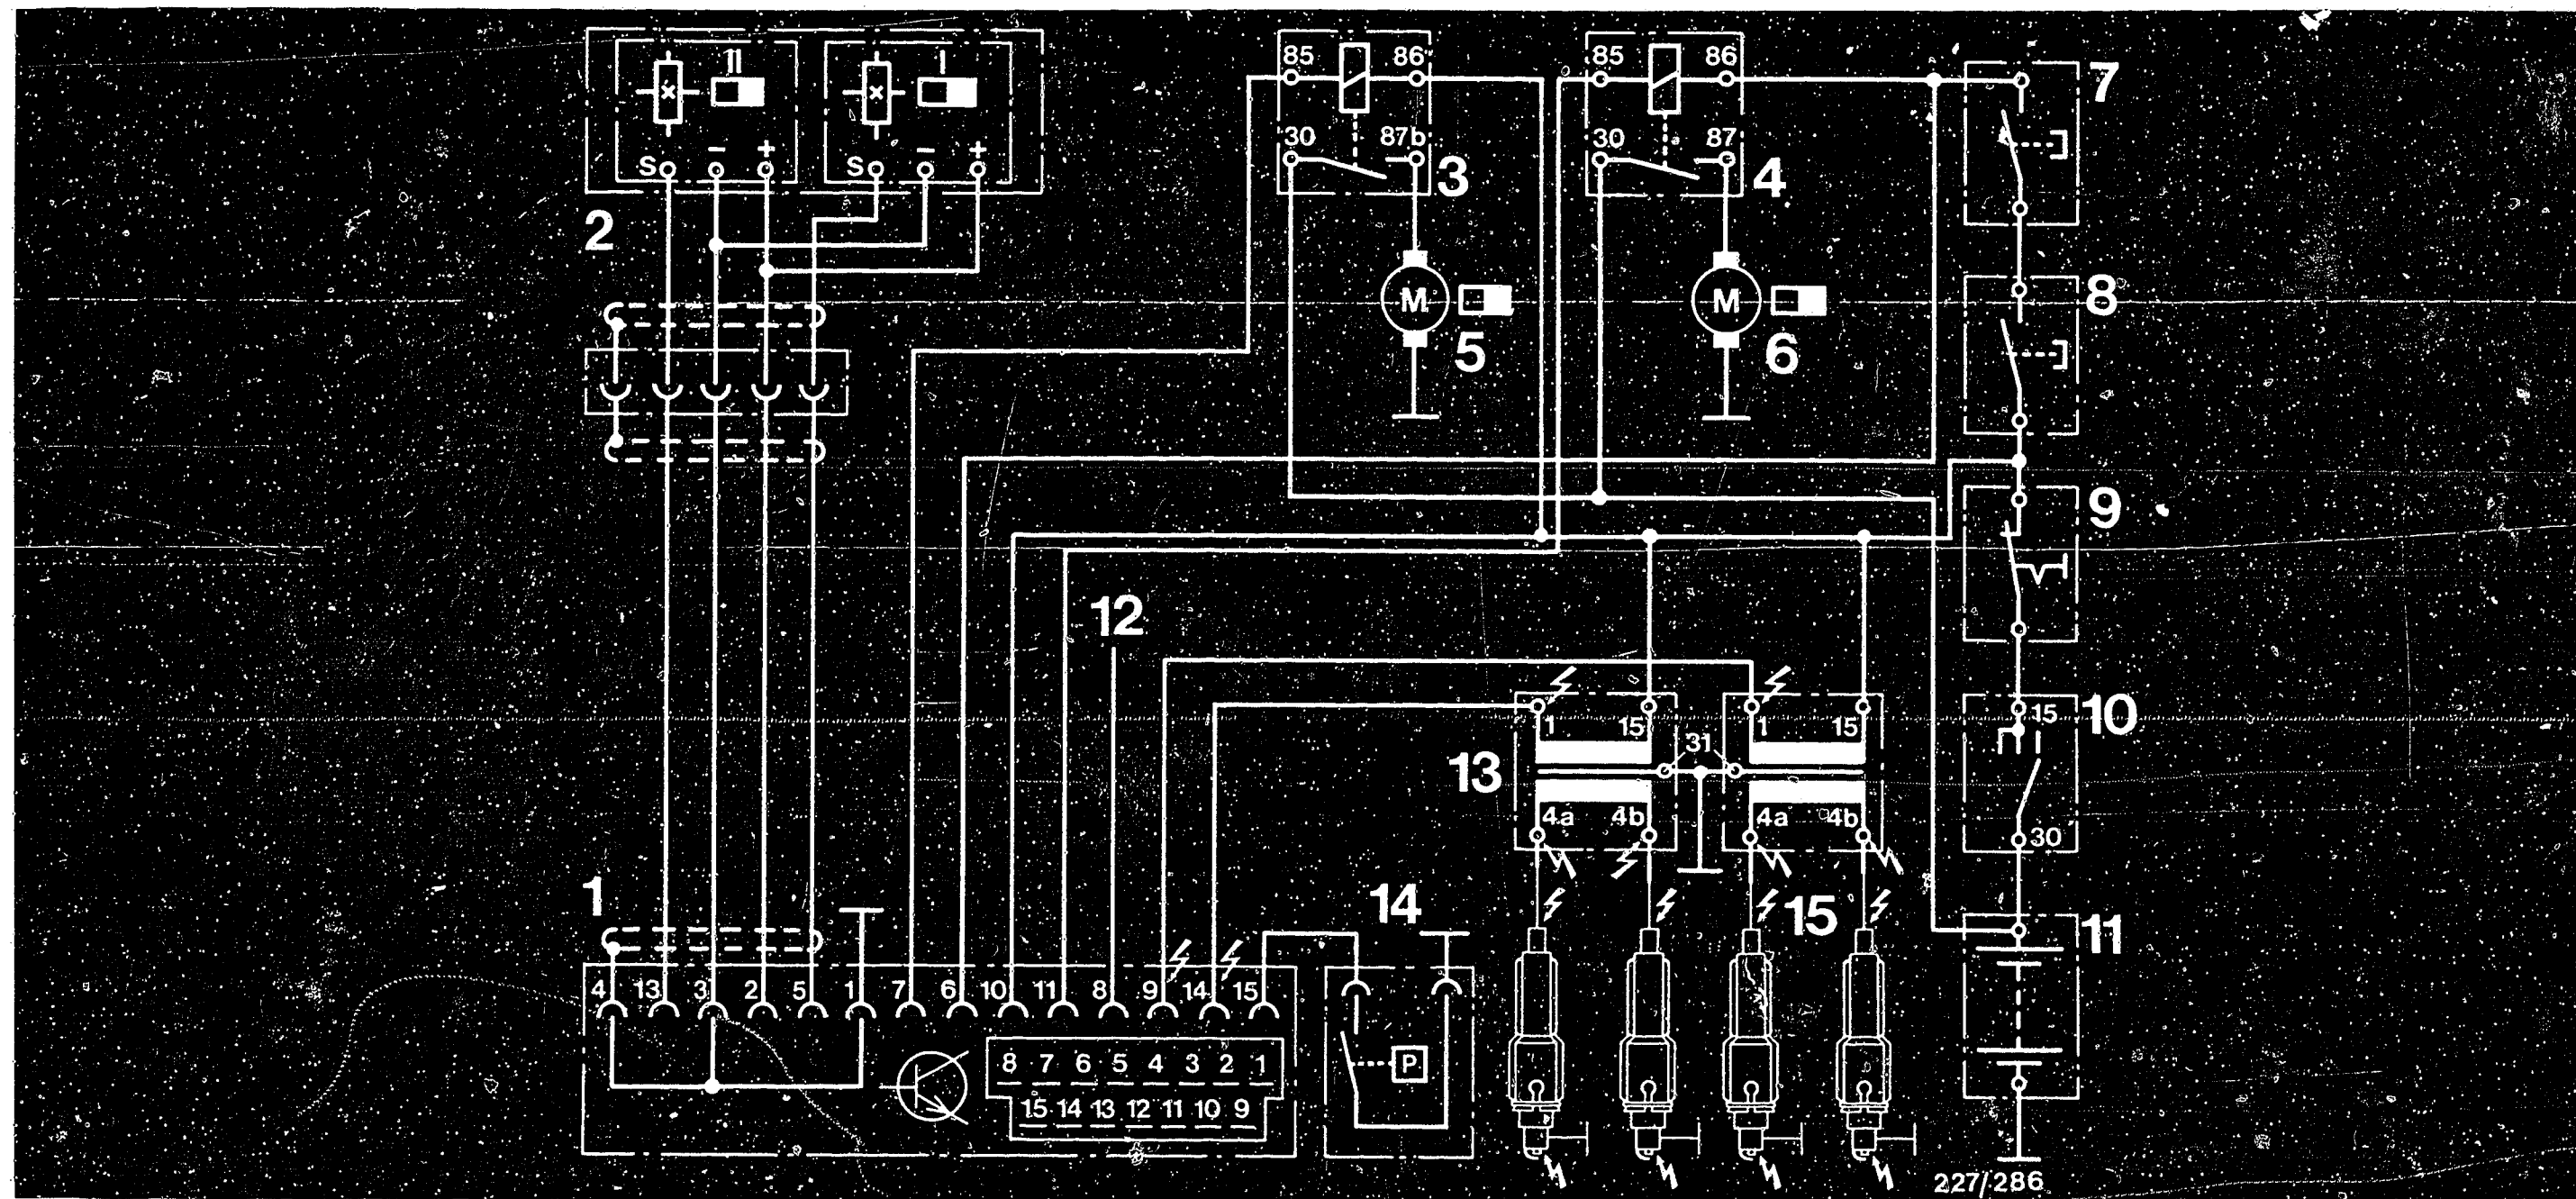 II I
85 86 85 86
7
- + - +
S S
30 87b 30 87
3 4
2
M M
5 6
8
9
12
1 15 1 15
15 10
31
13
4a 4b 4a 4b
30
1 14 15
11
4 13 3 2 5 1 7 6 10 11 8 9 14 15
8 7 6 5 4 3 2 1
P
15 14 13 12 11 10 9
227/286